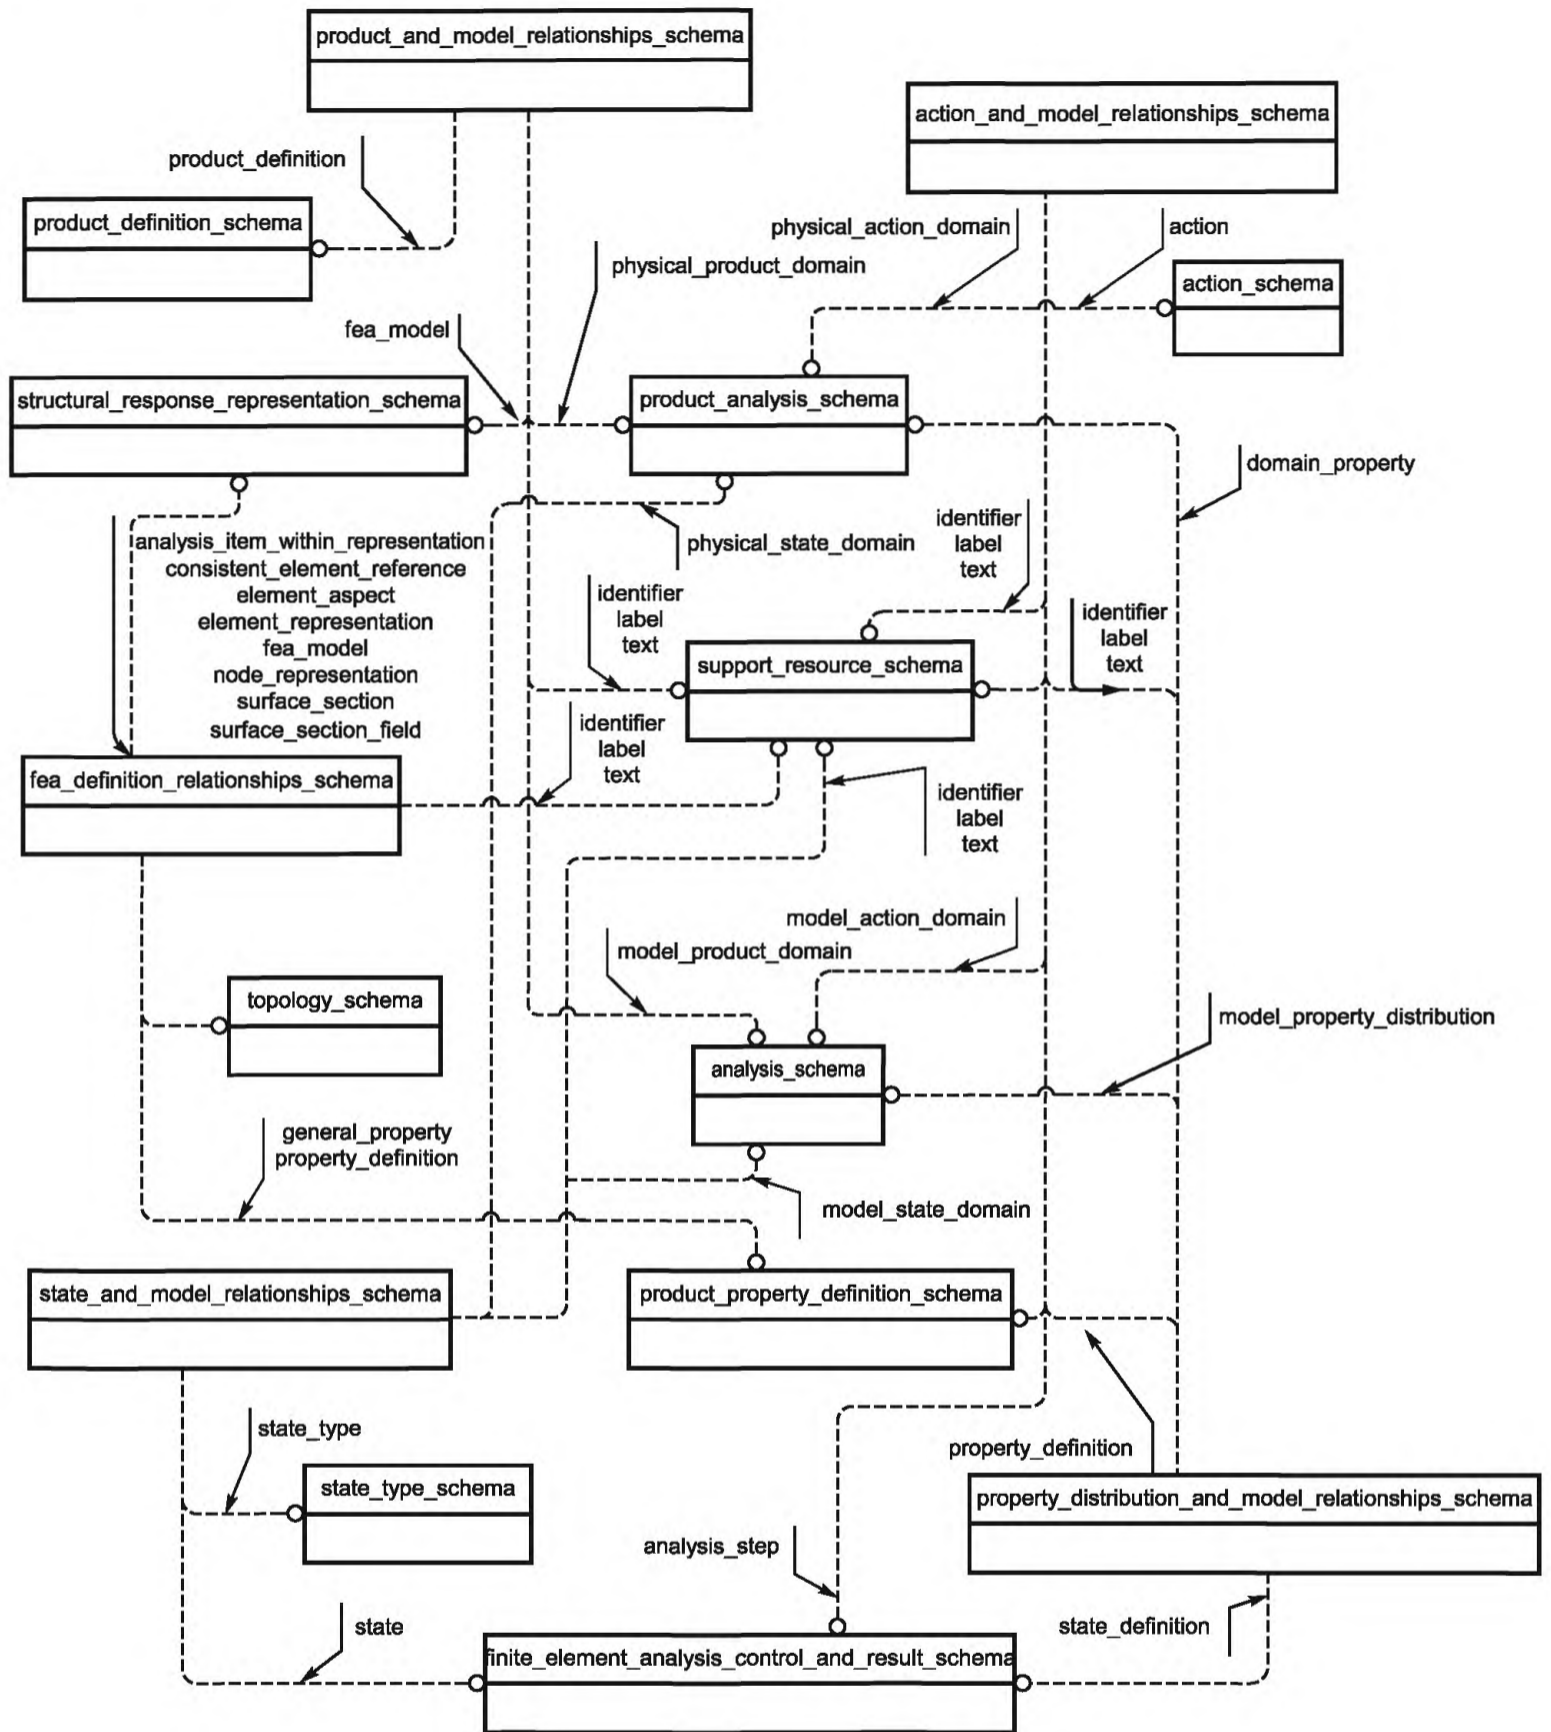 product_and_model_relationships_schema
action_and_model_relationships_schema
product_definition
product_definition_schema
physical_action_domain
action
physical_product_domain
action_schema
fea_model
structural_response_representation_schema
product_analysis_schema
domain_property
identifier
label
text
physical_state_domain
analysis_item_within_representation
consistent_element_reference
element_aspect
element_representation
fea_model
node_representation
surface_section
surface_section_field
identifier
label
text
identifier
label
text
support_resource_schema
identifier
label
text
fea_definition_relationships_schema
identifier
label
text
model_action_domain
model_product_domain
topology_schema
model_property_distribution
analysis_schema
general_property
property_definition
model_state_domain
state_and_model_relationships_schema
product_property_definition_schema
state_type
property_definition
state_type_schema
property_distribution_and_model_relationships_schema
analysis_step
state
state_definition
finite_element_analysis_control_and_result_schema